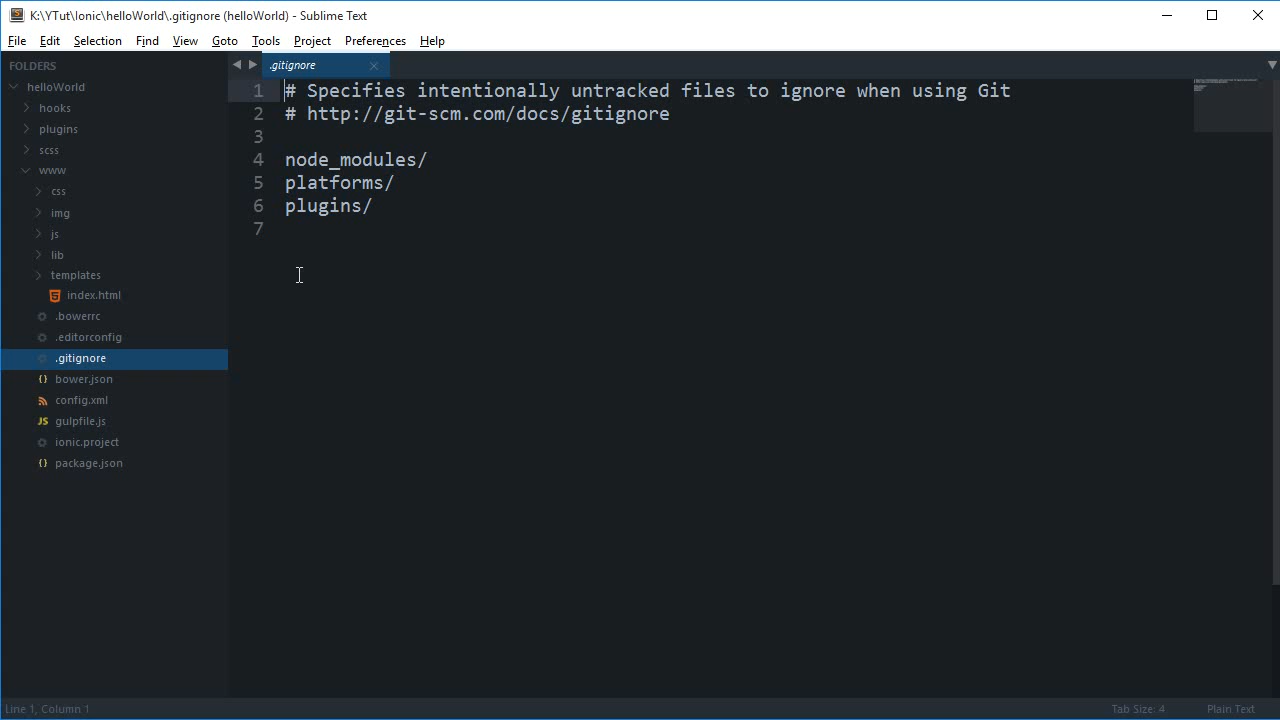 K:\YTut\Ionic\helloWorld\.gitignore (helloWorld) - Sublime Text
File Edit Selection Find View Goto Tools Project Preferences Help
FOLDERS
helloWorld
hooks
plugins
scss
www
css
img
js
lib
templates
index.html
.bowerrc
.editorconfig
.gitignore
bower.json
config.xml
JS gulpfile.js
ionic.project
package.json
.gitignore
1 # Specifies intentionally untracked files to ignore when using Git
2 # http://git-scm.com/docs/gitignore
3
4 node_modules/
5 platforms/
6 plugins/
7
Line 1, Column 1
Tab Size: 4
Plain Text